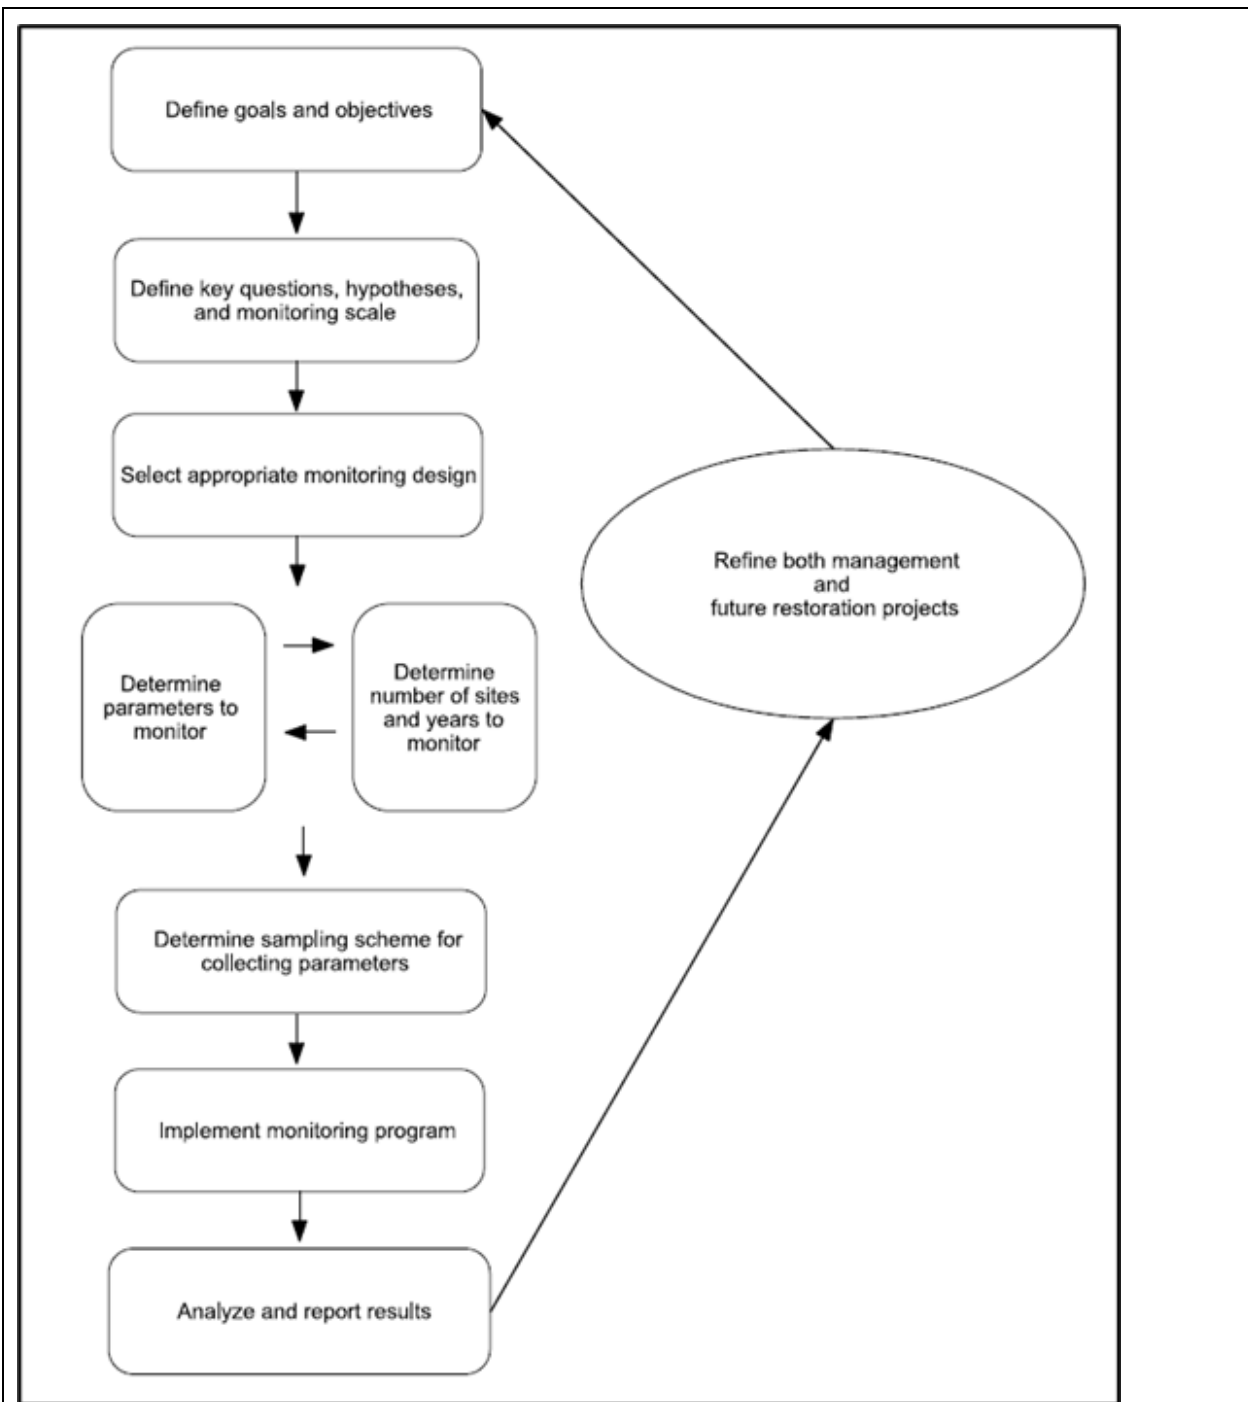 Define goals and objectives
Define key questions, hypotheses,
and monitoring scale
Select appropriate monitoring design
Determine
parameters to
monitor
Determine
number of sites
and years to
monitor
Determine sampling scheme for
collecting parameters
Implement monitoring program
Analyze and report results
Refine both management
and
future restoration projects